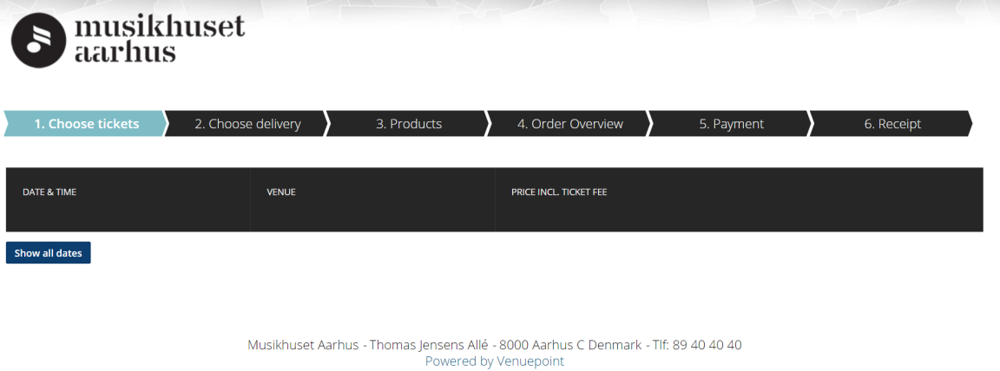 musikhuset
aarhus
1. Choose tickets
2. Choose delivery
3. Products
4. Order Overview
5. Payment
6. Receipt
DATE & TIME
VENUE
PRICE INCL. TICKET FEE
Show all dates
Musikhuset Aarhus - Thomas Jensens Allé - 8000 Aarhus C Denmark - Tlf: 89 40 40 40
Powered by Venuepoint